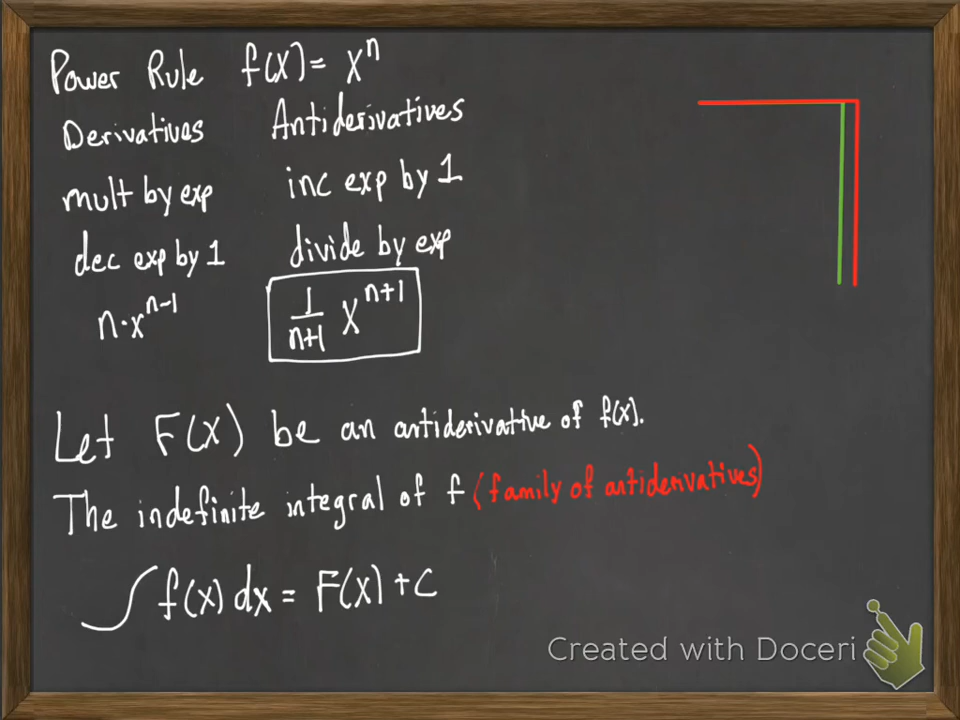 Power Rule f(x) = x^n
Derivatives Antiderivatives
mult by exp inc exp by 1
dec exp by 1 divide by exp
n·x^{n-1} \frac{1}{n+1} x^{n+1}
Let F(x) be an antiderivative of f(x).
The indefinite integral of f (family of antiderivatives)
∫ f(x) dx = F(x) + C
Created with Doceri